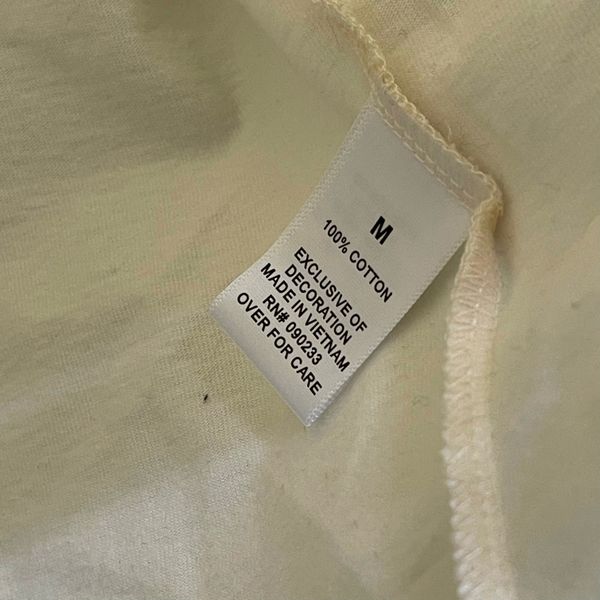 M
100% COTTON
EXCLUSIVE OF
DECORATION
MADE IN VIETNAM
RN# 090233
OVER FOR CARE